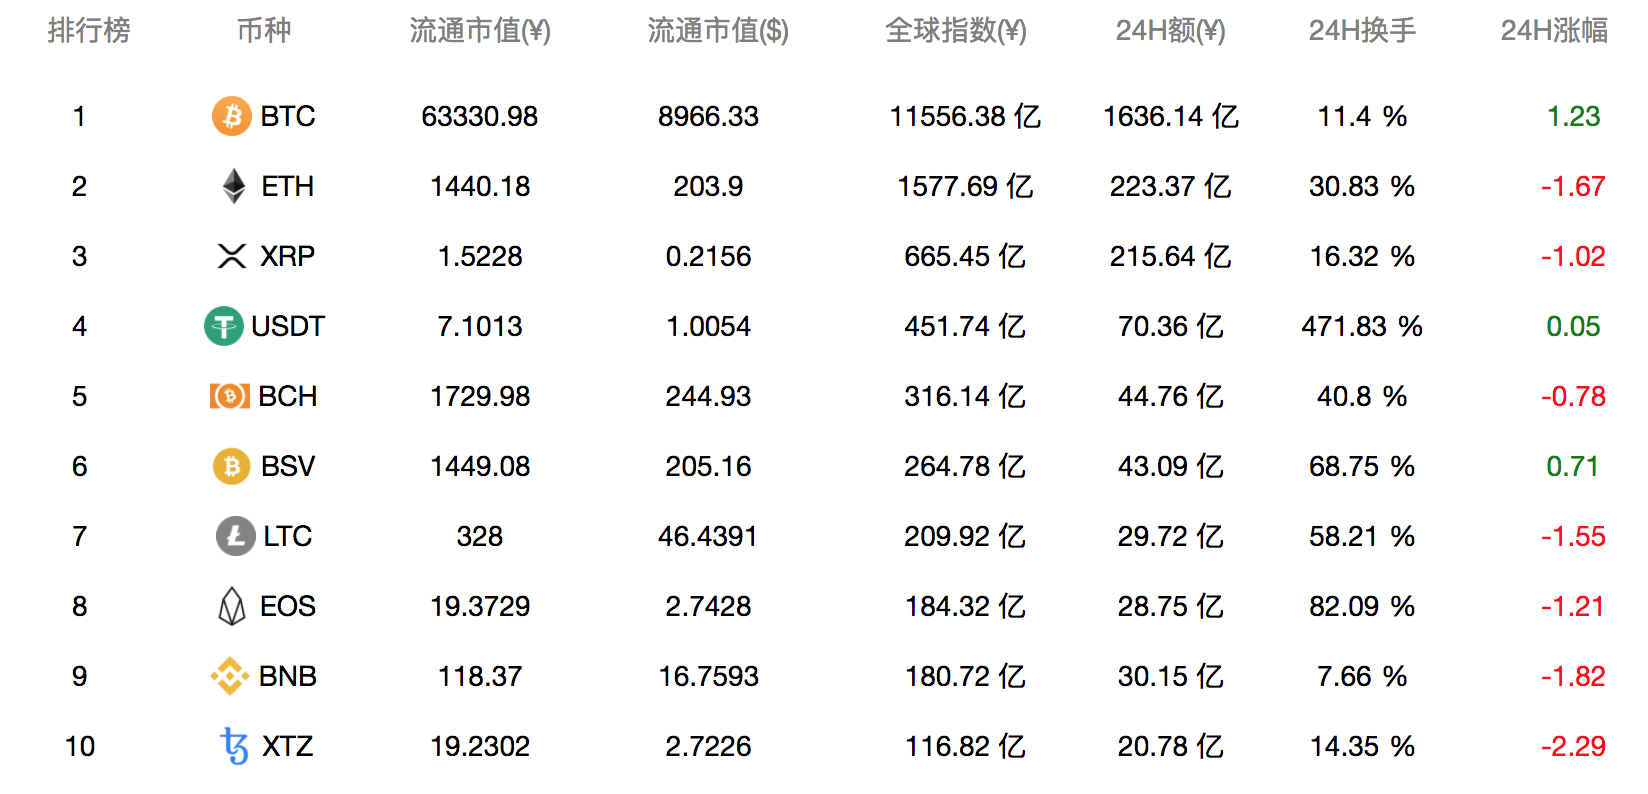 排行榜 币种 流通市值(¥) 流通市值($) 全球指数(¥) 24H额(¥) 24H换手 24H涨幅
1 BTC 63330.98 8966.33 11556.38 亿 1636.14 亿 11.4 % 1.23
2 ETH 1440.18 203.9 1577.69 亿 223.37 亿 30.83 % -1.67
3 XRP 1.5228 0.2156 665.45 亿 215.64 亿 16.32 % -1.02
4 USDT 7.1013 1.0054 451.74 亿 70.36 亿 471.83 % 0.05
5 BCH 1729.98 244.93 316.14 亿 44.76 亿 40.8 % -0.78
6 BSV 1449.08 205.16 264.78 亿 43.09 亿 68.75 % 0.71
7 LTC 328 46.4391 209.92 亿 29.72 亿 58.21 % -1.55
8 EOS 19.3729 2.7428 184.32 亿 28.75 亿 82.09 % -1.21
9 BNB 118.37 16.7593 180.72 亿 30.15 亿 7.66 % -1.82
10 XTZ 19.2302 2.7226 116.82 亿 20.78 亿 14.35 % -2.29